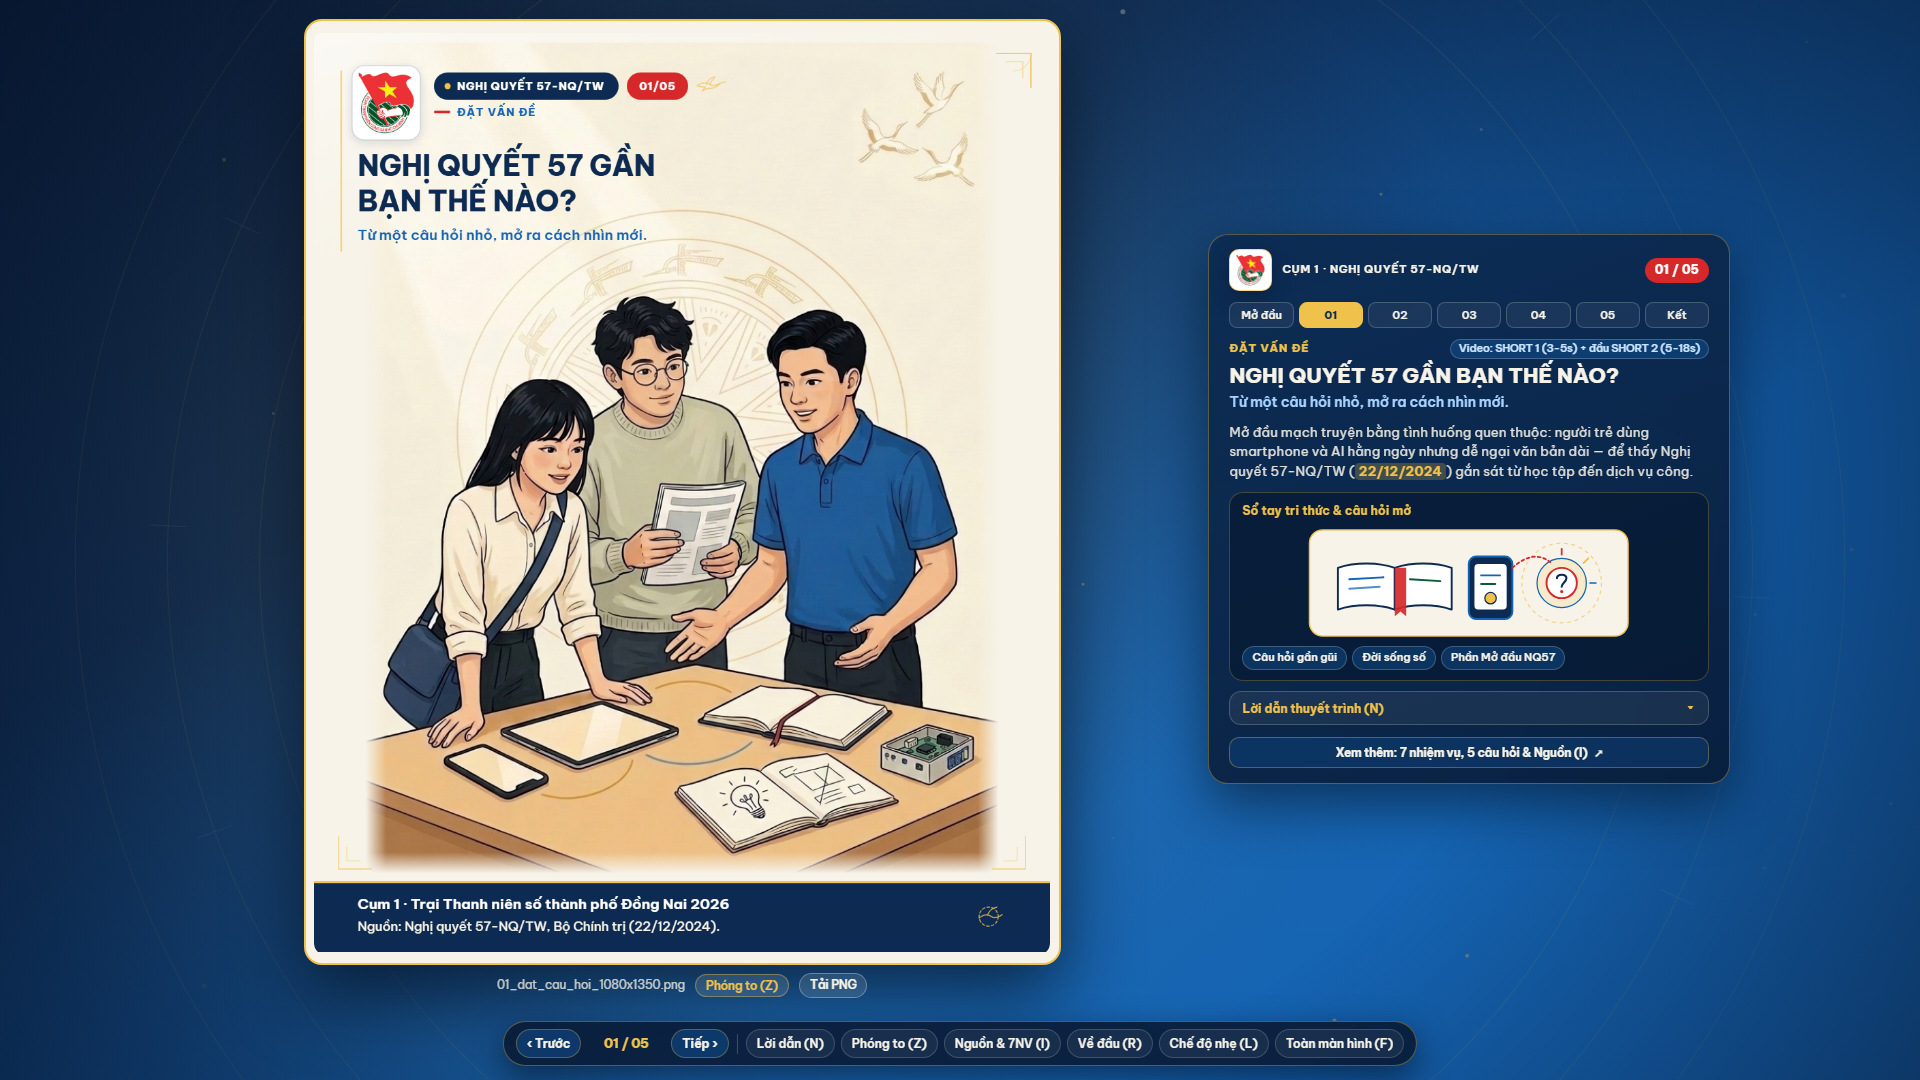 NGHỊ QUYẾT 57-NQ/TW
01/05
ĐẶT VẤN ĐỀ
NGHỊ QUYẾT 57 GẦN
BẠN THẾ NÀO?
Từ một câu hỏi nhỏ, mở ra cách nhìn mới.
Cụm 1 · Trại Thanh niên số thành phố Đồng Nai 2026
Nguồn: Nghị quyết 57-NQ/TW, Bộ Chính trị (22/12/2024).
01_dat_cau_hoi_1080x1350.png
Phóng to (Z)
Tải PNG
CỤM 1 · NGHỊ QUYẾT 57-NQ/TW
01 / 05
Mở đầu
01
02
03
04
05
Kết
ĐẶT VẤN ĐỀ
Video: SHORT 1 (3-5s) + đầu SHORT 2 (5-18s)
NGHỊ QUYẾT 57 GẦN BẠN THẾ NÀO?
Từ một câu hỏi nhỏ, mở ra cách nhìn mới.
Mở đầu mạch truyện bằng tình huống quen thuộc: người trẻ dùng
smartphone và AI hằng ngày nhưng dễ ngại văn bản dài — để thấy Nghị
quyết 57-NQ/TW (22/12/2024) gắn sát từ học tập đến dịch vụ công.
Sổ tay tri thức & câu hỏi mở
?
Câu hỏi gần gũi
Đời sống số
Phần Mở đầu NQ57
Lời dẫn thuyết trình (N)
Xem thêm: 7 nhiệm vụ, 5 câu hỏi & Nguồn (I) ↗
‹ Trước
01 / 05
Tiếp ›
Lời dẫn (N)
Phóng to (Z)
Nguồn & 7NV (I)
Về đầu (R)
Chế độ nhẹ (L)
Toàn màn hình (F)